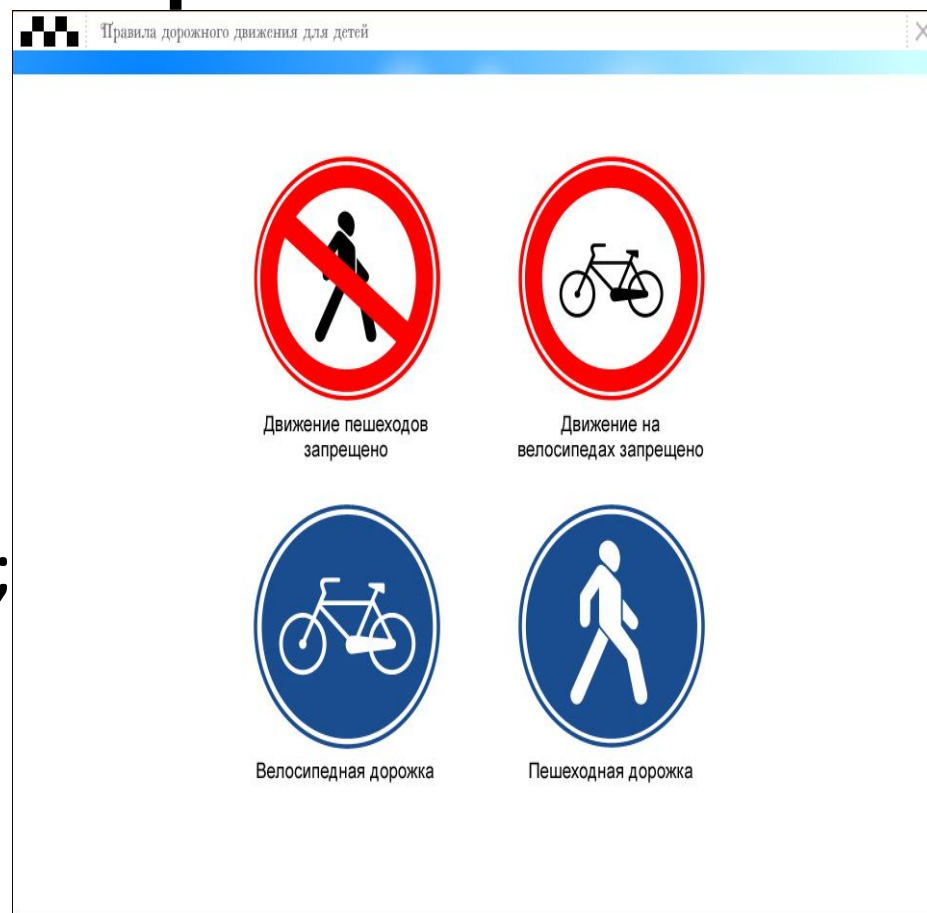 Правила дорожного движения для детей
Движение пешеходов
запрещено
Движение на
велосипедах запрещено
Велосипедная дорожка
Пешеходная дорожка